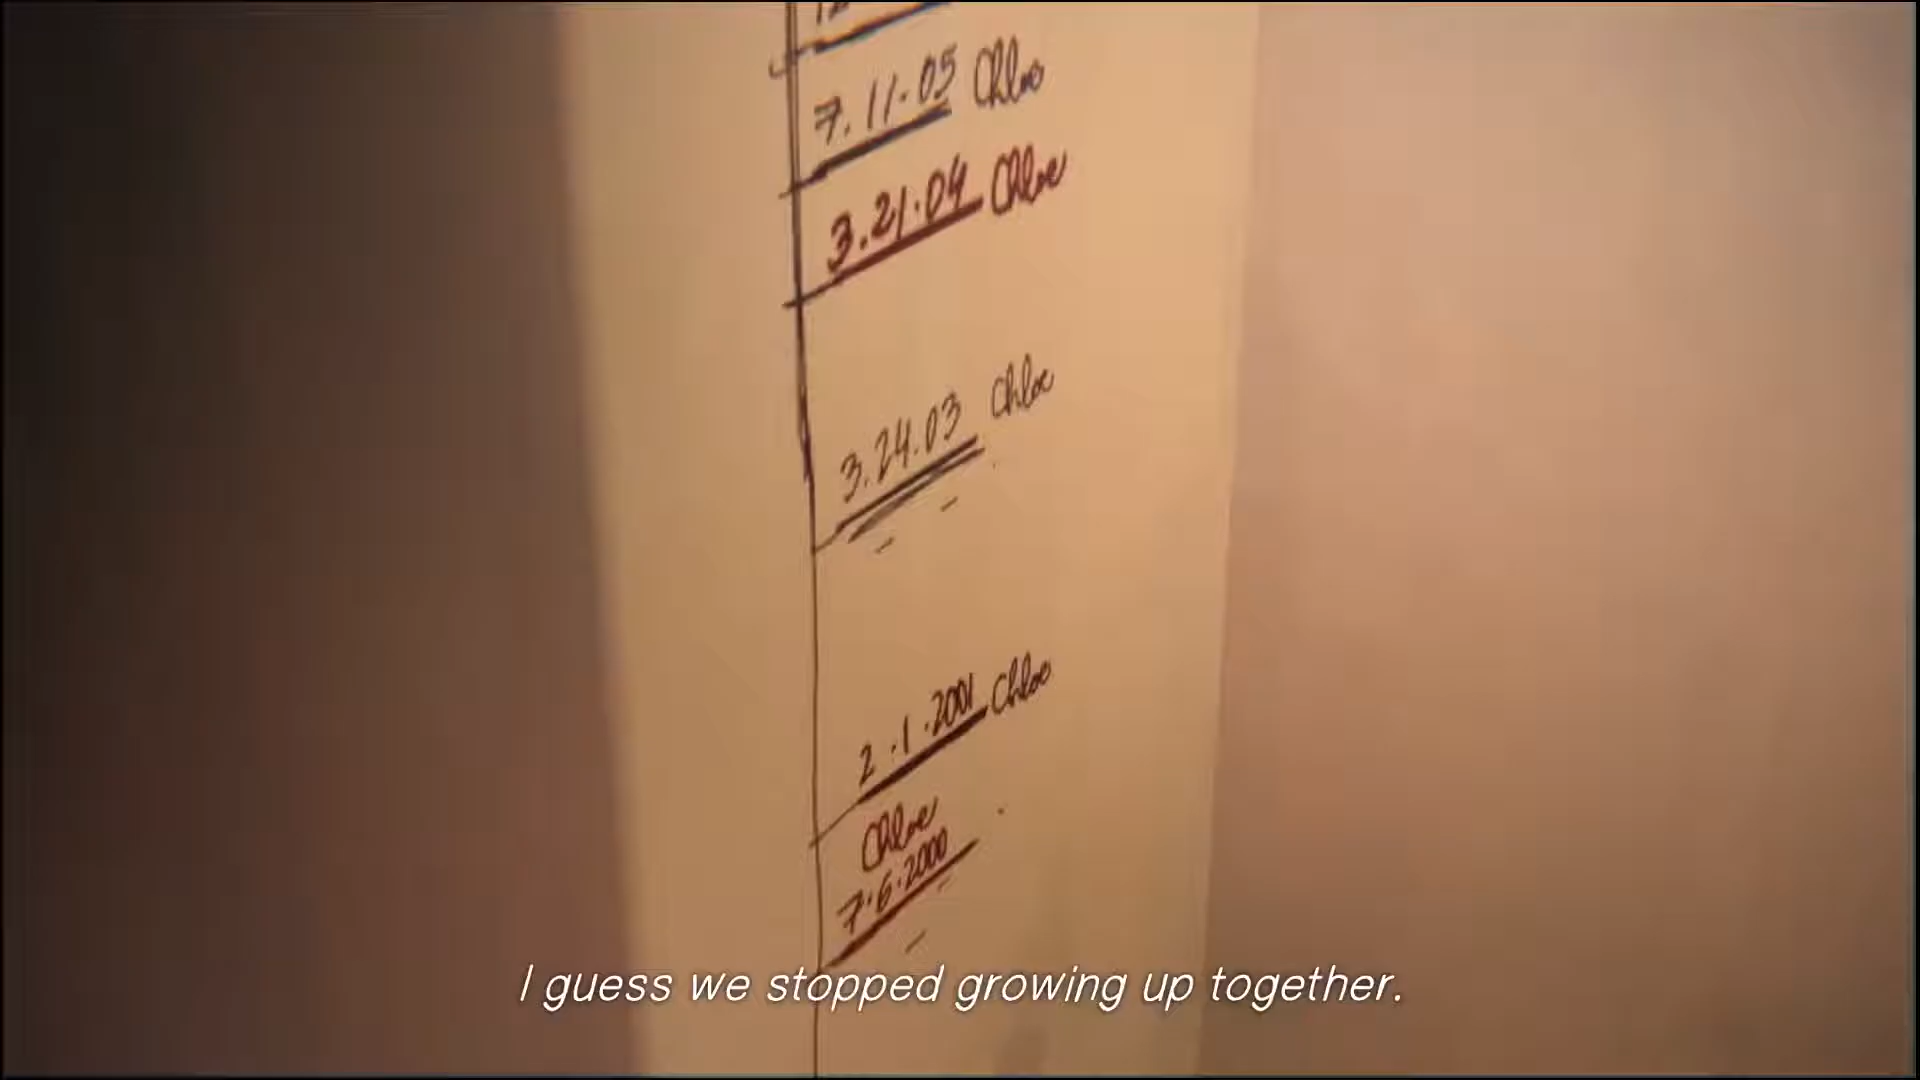 7.11.05 Chloe
3.21.04 Chloe
3.24.03 Chloe
2.1.2001 Chloe
Chloe
7.6.2000
I guess we stopped growing up together.